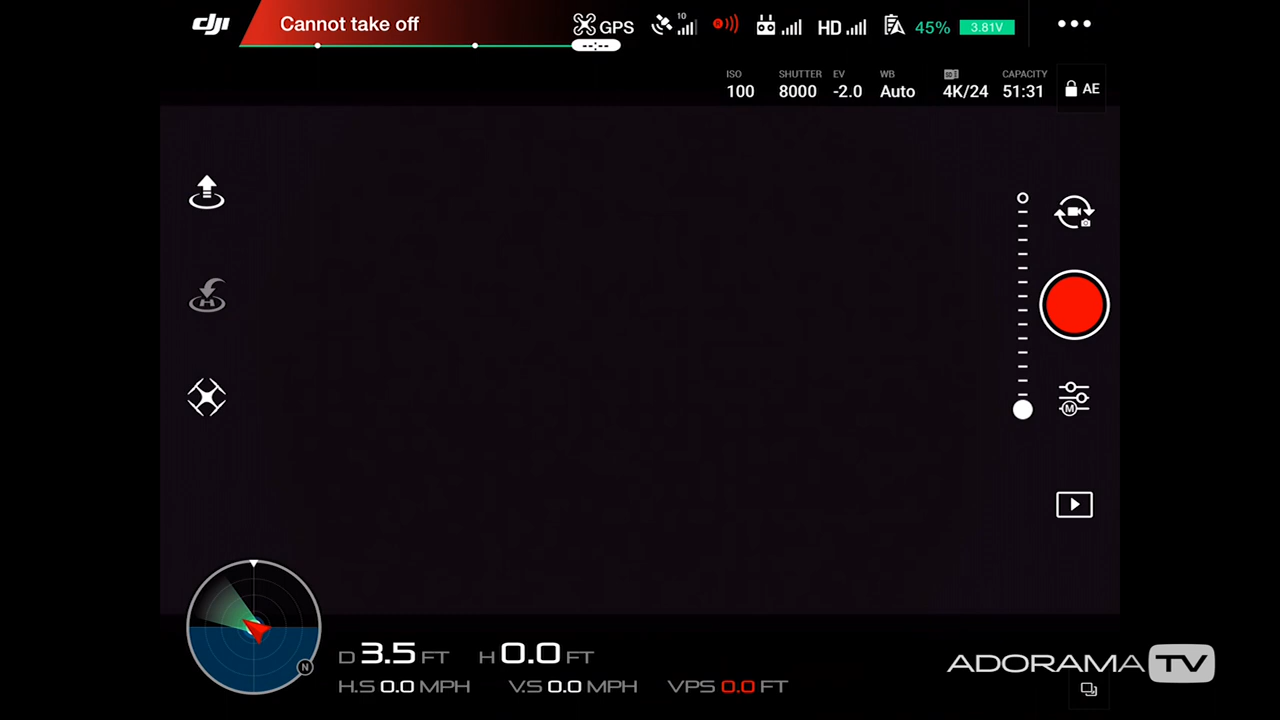 dji Cannot take off GPS 10 R HD 45% 3.81V
ISO SHUTTER EV WB SD CAPACITY
100 8000 -2.0 Auto 4K/24 51:31 AE
H
M
N
D 3.5 FT H 0.0 FT
H.S 0.0 MPH V.S 0.0 MPH VPS 0.0 FT
ADORAMA TV